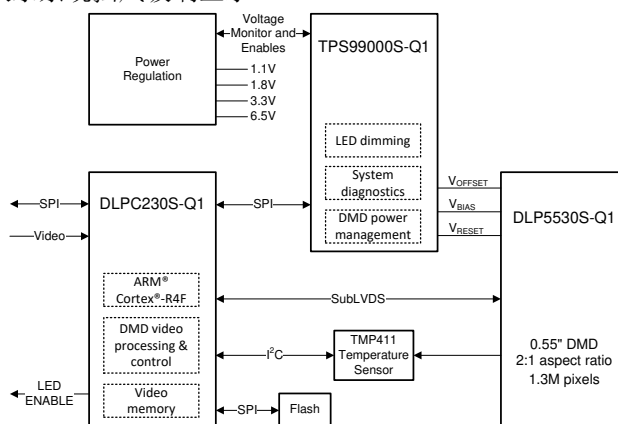 Voltage
Monitor and
Enables
TPS99000S-Q1
Power
Regulation
1.1V
1.8V
3.3V
6.5V
LED dimming
System
diagnostics
DMD power
management
VOFFSET
VBIAS
VRESET
DLP5530S-Q1
SPI
DLPC230S-Q1
SPI
Video
ARM®
Cortex®-R4F
SubLVDS
DMD video
processing &
control
I²C
TMP411
Temperature
Sensor
0.55" DMD
2:1 aspect ratio
1.3M pixels
LED
ENABLE
Video
memory
SPI
Flash